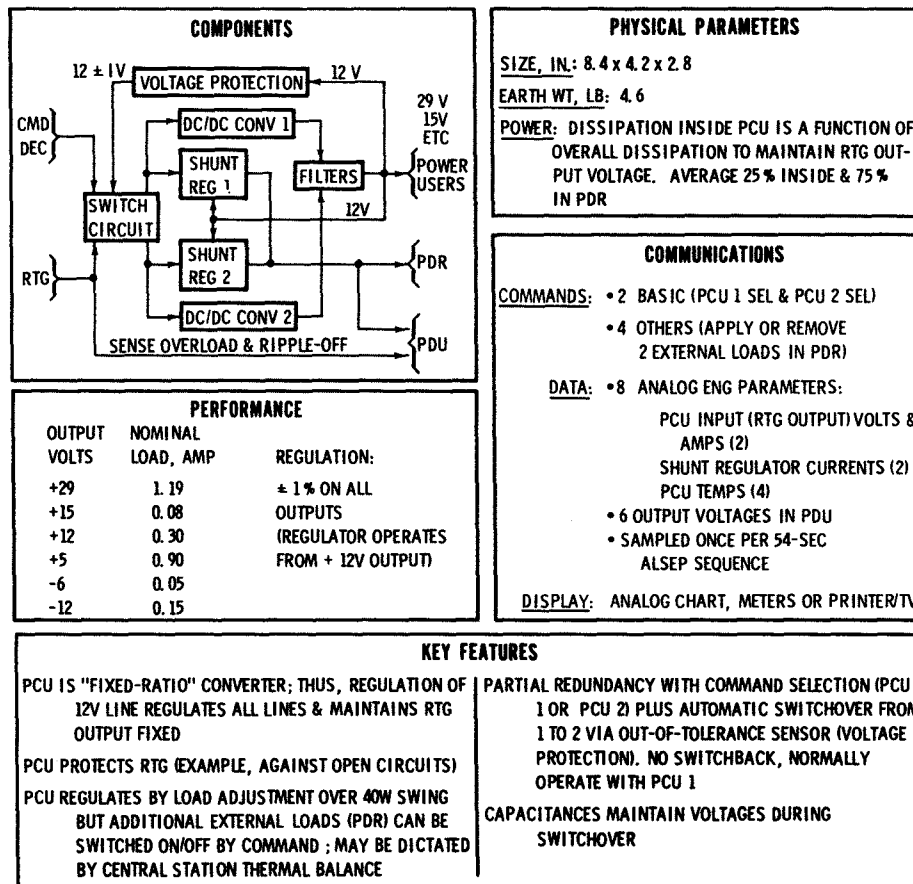 COMPONENTS
12 ± 1V
VOLTAGE PROTECTION
12 V
29 V
15V
ETC
CMD
DEC
DC/DC CONV 1
SHUNT
REG 1
FILTERS
POWER
USERS
SWITCH
CIRCUIT
12V
SHUNT
REG 2
PDR
RTG
DC/DC CONV 2
SENSE OVERLOAD & RIPPLE-OFF
PDU
PHYSICAL PARAMETERS
SIZE, IN.: 8.4 x 4.2 x 2.8
EARTH WT, LB: 4.6
POWER: DISSIPATION INSIDE PCU IS A FUNCTION OF
OVERALL DISSIPATION TO MAINTAIN RTG OUT-
PUT VOLTAGE. AVERAGE 25% INSIDE & 75%
IN PDR
COMMUNICATIONS
COMMANDS: •2 BASIC (PCU 1 SEL & PCU 2 SEL)
•4 OTHERS (APPLY OR REMOVE
2 EXTERNAL LOADS IN PDR)
DATA: •8 ANALOG ENG PARAMETERS:
PCU INPUT (RTG OUTPUT) VOLTS &
AMPS (2)
SHUNT REGULATOR CURRENTS (2)
PCU TEMPS (4)
• 6 OUTPUT VOLTAGES IN PDU
• SAMPLED ONCE PER 54-SEC
ALSEP SEQUENCE
DISPLAY: ANALOG CHART, METERS OR PRINTER/TV
PERFORMANCE
OUTPUT NOMINAL
VOLTS LOAD, AMP REGULATION:
+29 1.19 ± 1% ON ALL
+15 0.08 OUTPUTS
+12 0.30 (REGULATOR OPERATES
+5 0.90 FROM + 12V OUTPUT)
-6 0.05
-12 0.15
KEY FEATURES
PCU IS "FIXED-RATIO" CONVERTER; THUS, REGULATION OF
12V LINE REGULATES ALL LINES & MAINTAINS RTG
OUTPUT FIXED
PCU PROTECTS RTG (EXAMPLE, AGAINST OPEN CIRCUITS)
PCU REGULATES BY LOAD ADJUSTMENT OVER 40W SWING
BUT ADDITIONAL EXTERNAL LOADS (PDR) CAN BE
SWITCHED ON/OFF BY COMMAND ; MAY BE DICTATED
BY CENTRAL STATION THERMAL BALANCE
PARTIAL REDUNDANCY WITH COMMAND SELECTION (PCU
1 OR PCU 2) PLUS AUTOMATIC SWITCHOVER FROM
1 TO 2 VIA OUT-OF-TOLERANCE SENSOR (VOLTAGE
PROTECTION). NO SWITCHBACK, NORMALLY
OPERATE WITH PCU 1
CAPACITANCES MAINTAIN VOLTAGES DURING
SWITCHOVER